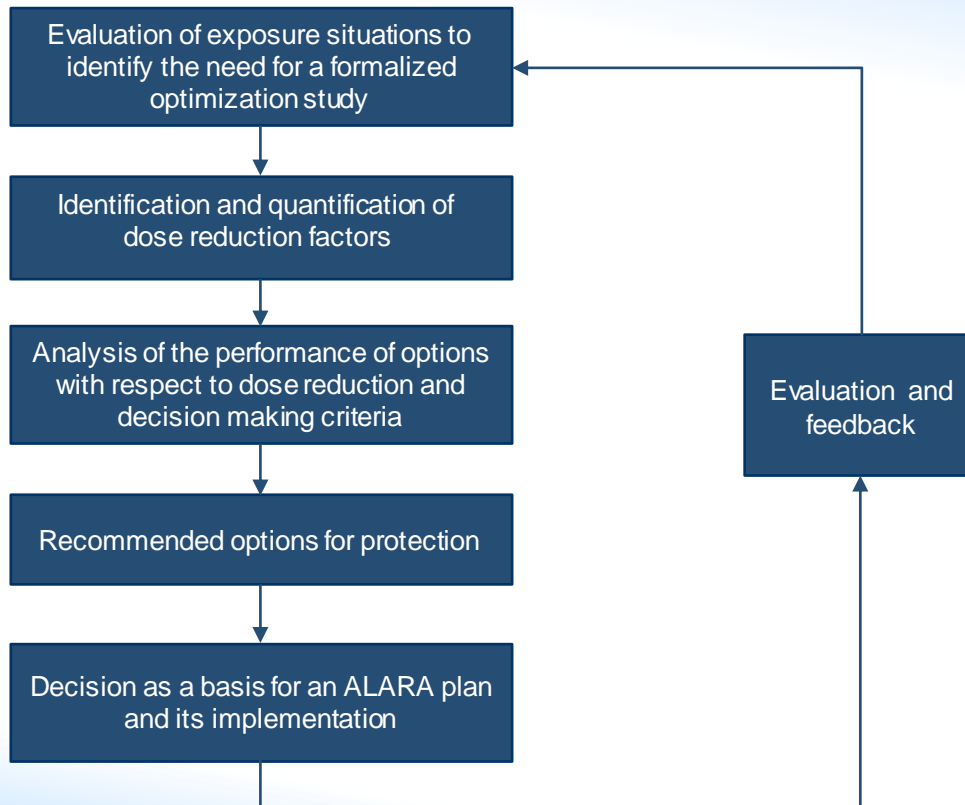 Evaluation of exposure situations to
identify the need for a formalized
optimization study
Identification and quantification of
dose reduction factors
Analysis of the performance of options
with respect to dose reduction and
decision making criteria
Recommended options for protection
Decision as a basis for an ALARA plan
and its implementation
Evaluation and
feedback